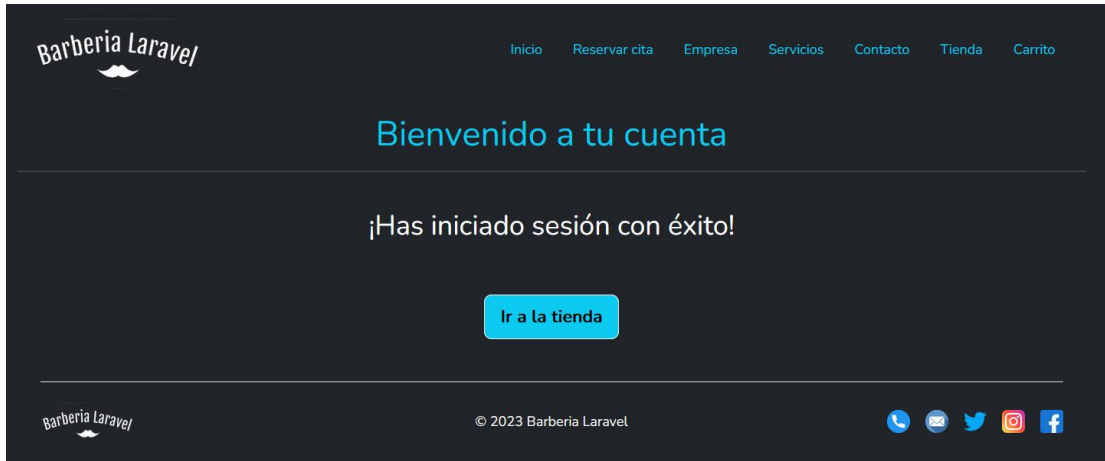 Barberia Laravel
Inicio Reservar cita Empresa Servicios Contacto Tienda Carrito
Bienvenido a tu cuenta
¡Has iniciado sesión con éxito!
Ir a la tienda
Barberia Laravel
© 2023 Barberia Laravel